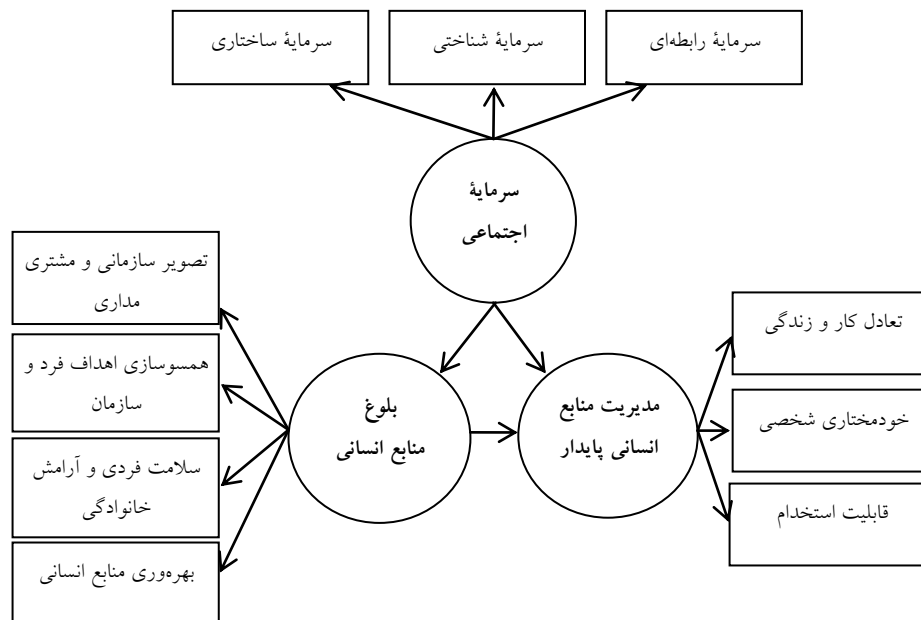 سرمایهٔ رابطه‌ای
سرمایهٔ شناختی
سرمایهٔ ساختاری
سرمایهٔ
اجتماعی
تصویر سازمانی و مشتری
مداری
همسوسازی اهداف فرد و
سازمان
سلامت فردی و آرامش
خانوادگی
بهره‌وری منابع انسانی
بلوغ
منابع انسانی
مدیریت منابع
انسانی پایدار
تعادل کار و زندگی
خودمختاری شخصی
قابلیت استخدام